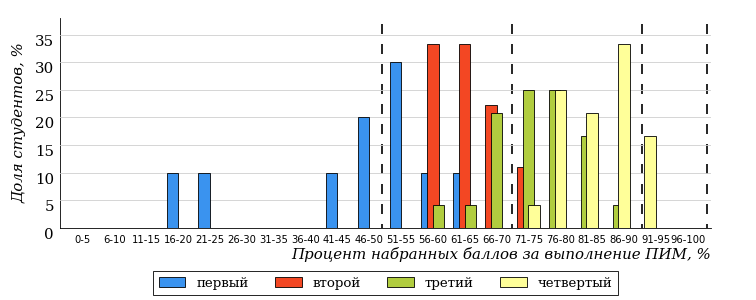 Доля студентов, %
35
30
25
20
15
10
5
0
0-5 6-10 11-15 16-20 21-25 26-30 31-35 36-40 41-45 46-50 51-55 56-60 61-65 66-70 71-75 76-80 81-85 86-90 91-95 96-100
Процент набранных баллов за выполнение ПИМ, %
первый второй третий четвертый